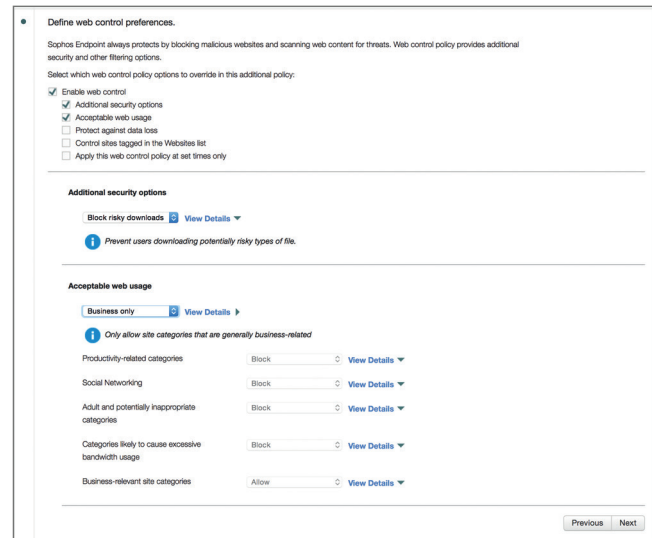 Define web control preferences.
Sophos Endpoint always protects by blocking malicious websites and scanning web content for threats. Web control policy provides additional
security and other filtering options.
Select which web control policy options to override in this additional policy:
Enable web control
Additional security options
Acceptable web usage
Protect against data loss
Control sites tagged in the Websites list
Apply this web control policy at set times only
Additional security options
Block risky downloads View Details
Prevent users downloading potentially risky types of file.
Acceptable web usage
Business only View Details
Only allow site categories that are generally business-related
Productivity-related categories Block View Details
Social Networking Block View Details
Adult and potentially inappropriate Block View Details
categories
Categories likely to cause excessive Block View Details
bandwidth usage
Business-relevant site categories Allow View Details
Previous Next